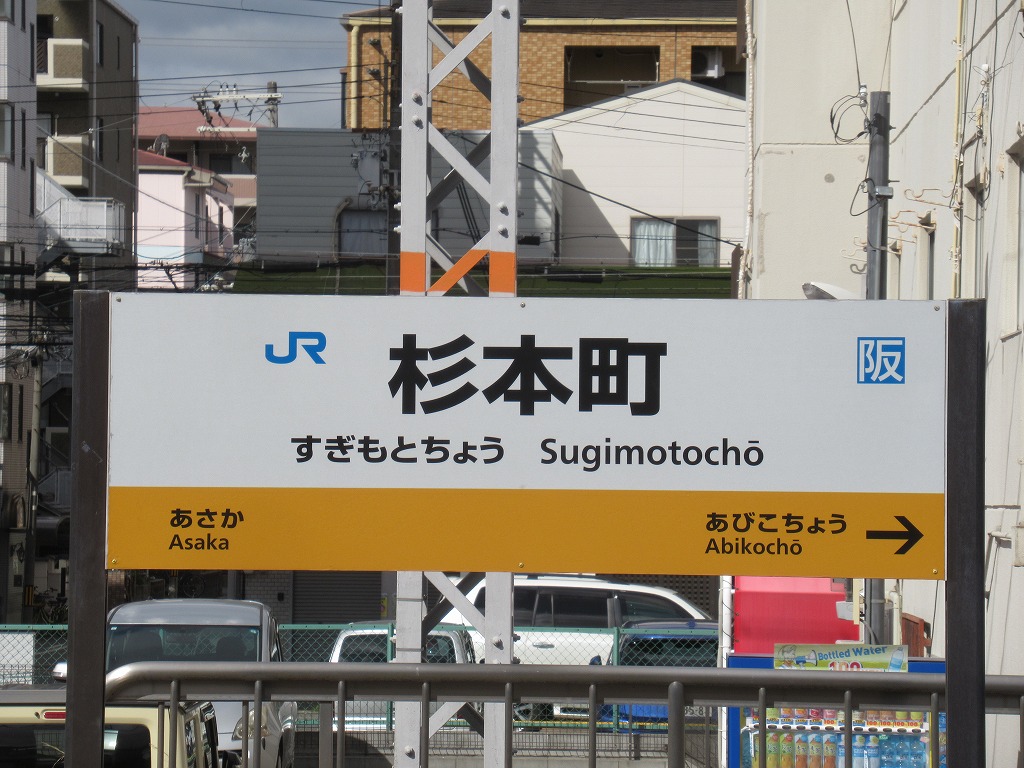 JR 杉本町 阪
すぎもとちょう Sugimotochō
あさか
Asaka
あびこちょう
Abikochō
Bottled Water